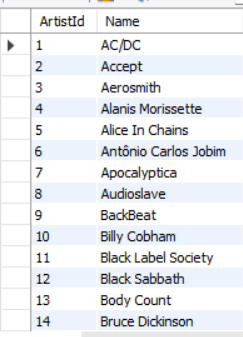 ArtistId Name
1 AC/DC
2 Accept
3 Aerosmith
4 Alanis Morissette
5 Alice In Chains
6 Antônio Carlos Jobim
7 Apocalyptica
8 Audioslave
9 BackBeat
10 Billy Cobham
11 Black Label Society
12 Black Sabbath
13 Body Count
14 Bruce Dickinson